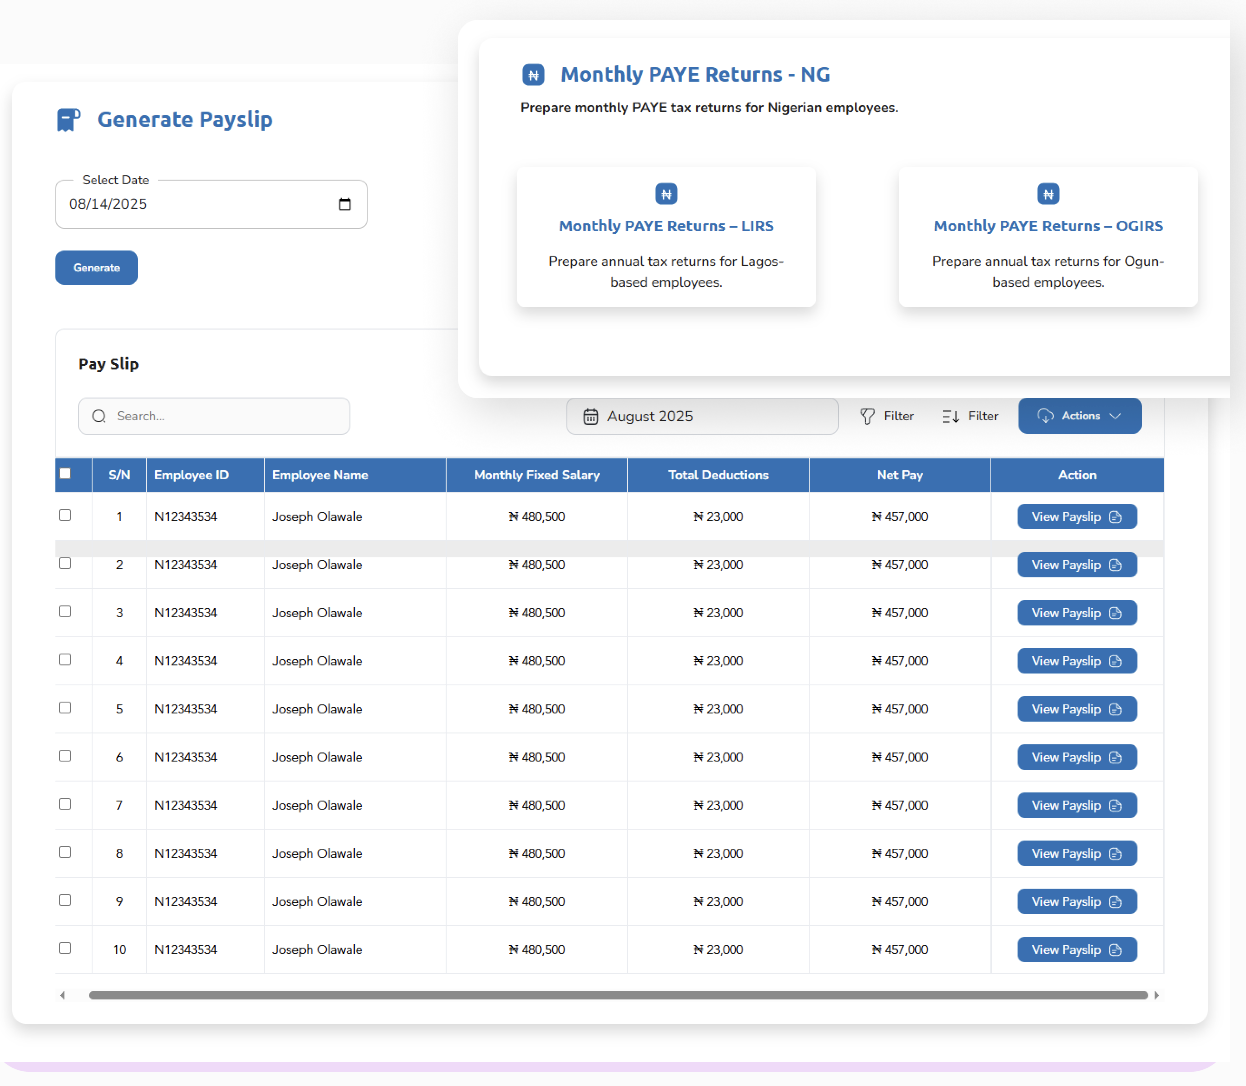 Monthly PAYE Returns - NG
Prepare monthly PAYE tax returns for Nigerian employees.
Monthly PAYE Returns – LIRS
Prepare annual tax returns for Lagos-
based employees.
Monthly PAYE Returns – OGIRS
Prepare annual tax returns for Ogun-
based employees.
Generate Payslip
Select Date
08/14/2025
Generate
Pay Slip
Search...
August 2025
Filter
Filter
Actions
S/N Employee ID Employee Name Monthly Fixed Salary Total Deductions Net Pay Action
1 N12343534 Joseph Olawale ₦ 480,500 ₦ 23,000 ₦ 457,000 View Payslip
2 N12343534 Joseph Olawale ₦ 480,500 ₦ 23,000 ₦ 457,000 View Payslip
3 N12343534 Joseph Olawale ₦ 480,500 ₦ 23,000 ₦ 457,000 View Payslip
4 N12343534 Joseph Olawale ₦ 480,500 ₦ 23,000 ₦ 457,000 View Payslip
5 N12343534 Joseph Olawale ₦ 480,500 ₦ 23,000 ₦ 457,000 View Payslip
6 N12343534 Joseph Olawale ₦ 480,500 ₦ 23,000 ₦ 457,000 View Payslip
7 N12343534 Joseph Olawale ₦ 480,500 ₦ 23,000 ₦ 457,000 View Payslip
8 N12343534 Joseph Olawale ₦ 480,500 ₦ 23,000 ₦ 457,000 View Payslip
9 N12343534 Joseph Olawale ₦ 480,500 ₦ 23,000 ₦ 457,000 View Payslip
10 N12343534 Joseph Olawale ₦ 480,500 ₦ 23,000 ₦ 457,000 View Payslip